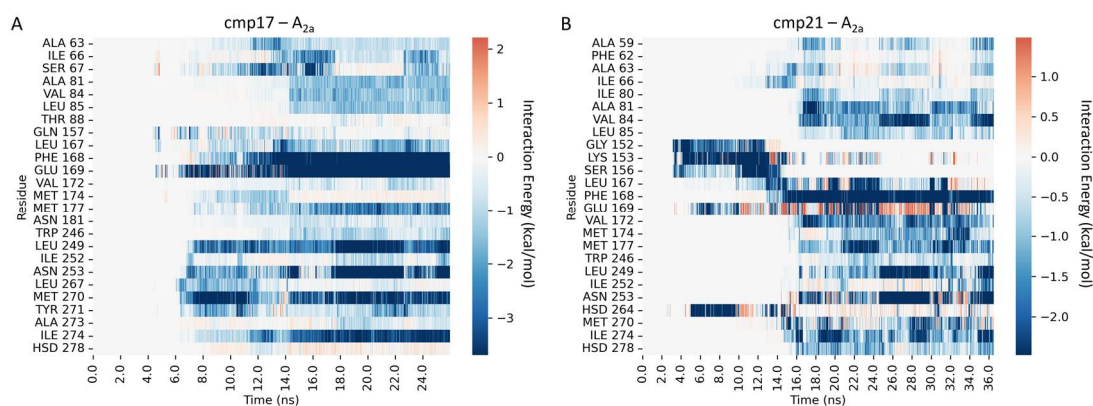 A
cmp17 – A2a
ALA 63
ILE 66
SER 67
ALA 81
VAL 84
LEU 85
THR 88
GLN 157
LEU 167
PHE 168
GLU 169
VAL 172
MET 174
MET 177
ASN 181
TRP 246
LEU 249
ILE 252
ASN 253
LEU 267
MET 270
TYR 271
ALA 273
ILE 274
HSD 278
Residue
0.0 2.0 4.0 6.0 8.0 10.0 12.0 14.0 16.0 18.0 20.0 22.0 24.0
Time (ns)
2
1
0
−1
−2
−3
Interaction Energy (kcal/mol)
B
cmp21 – A2a
ALA 59
PHE 62
ALA 63
ILE 66
ILE 80
ALA 81
VAL 84
LEU 85
GLY 152
LYS 153
SER 156
LEU 167
PHE 168
GLU 169
VAL 172
MET 174
MET 177
TRP 246
LEU 249
ILE 252
ASN 253
HSD 264
MET 270
ILE 274
HSD 278
Residue
0.0 2.0 4.0 6.0 8.0 10.0 12.0 14.0 16.0 18.0 20.0 22.0 24.0 26.0 28.0 30.0 32.0 34.0 36.0
Time (ns)
1.0
0.5
0.0
−0.5
−1.0
−1.5
−2.0
Interaction Energy (kcal/mol)